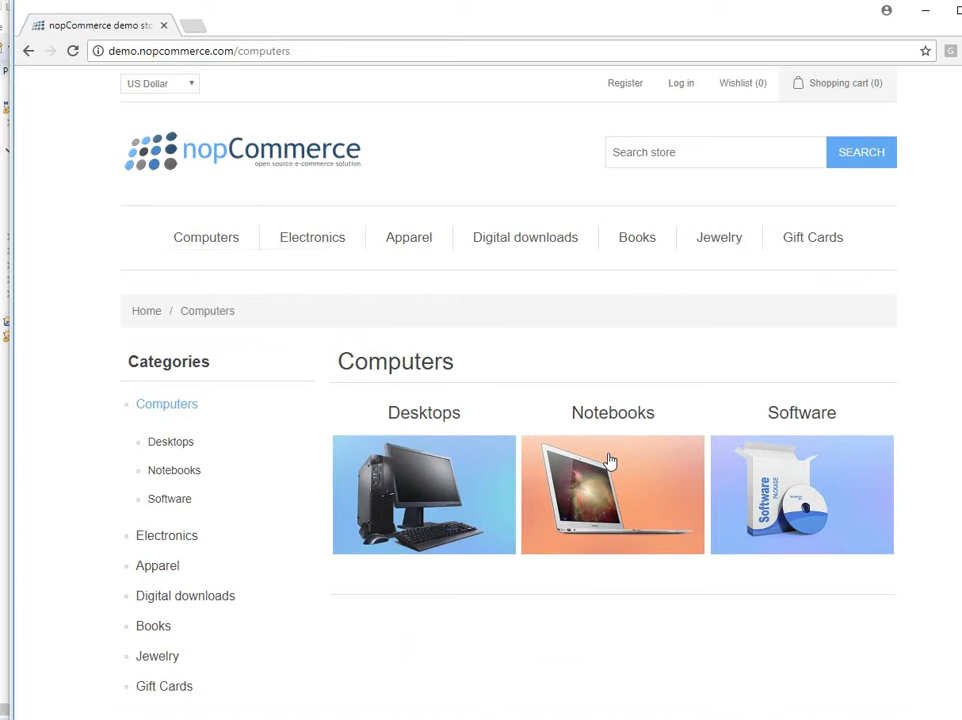 nopCommerce demo sto
demo.nopcommerce.com/computers
US Dollar
Register Log in Wishlist (0) Shopping cart (0)
nopCommerce
open source e-commerce solution
Search store SEARCH
Computers Electronics Apparel Digital downloads Books Jewelry Gift Cards
Home / Computers
Categories
Computers
Desktops
Notebooks
Software
Electronics
Apparel
Digital downloads
Books
Jewelry
Gift Cards
Computers
Desktops Notebooks Software
Software
PACKAGE